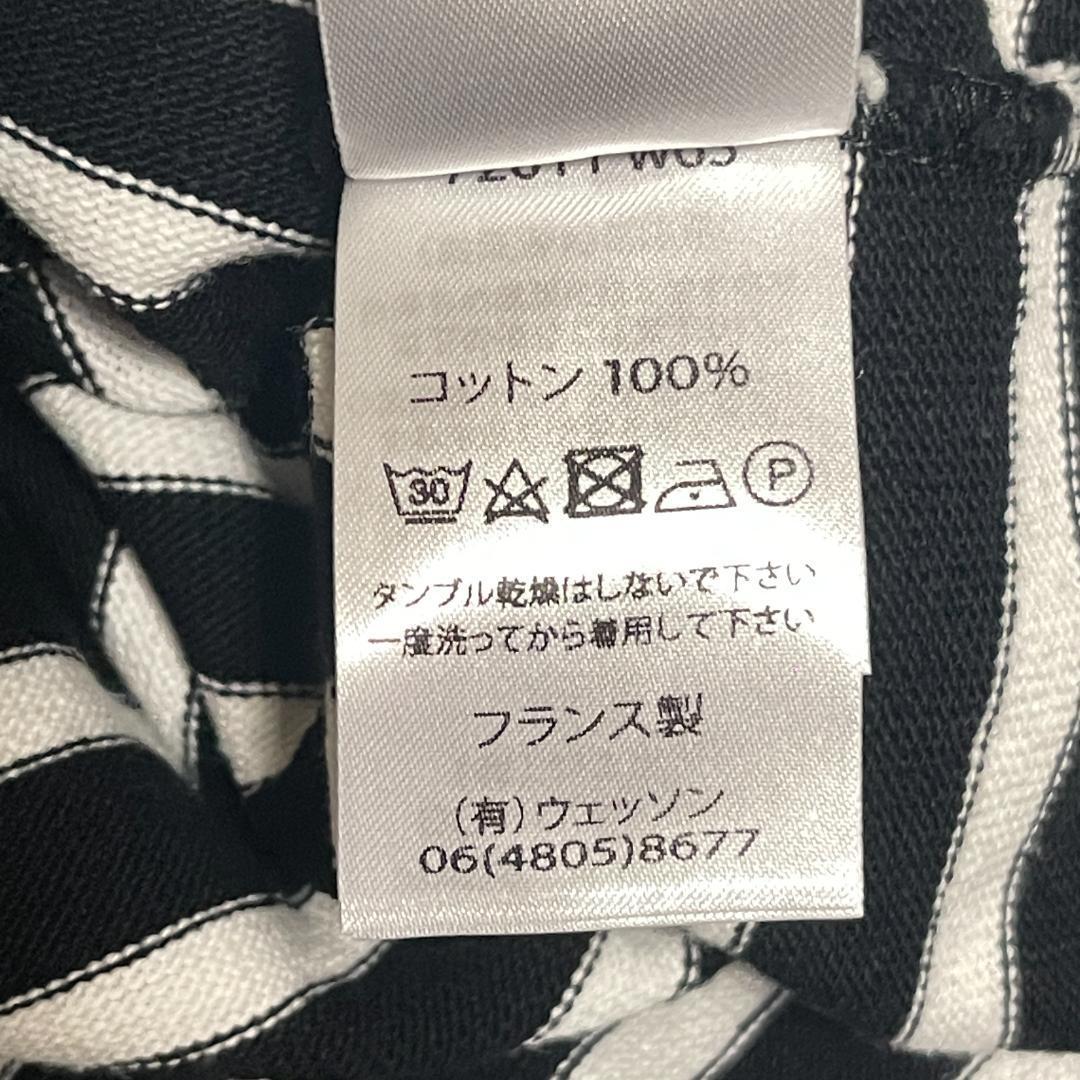 コットン 100%
30
P
タンブル乾燥はしないで下さい
一度洗ってから着用して下さい
フランス製
(有)ウェッソン
06(4805)8677